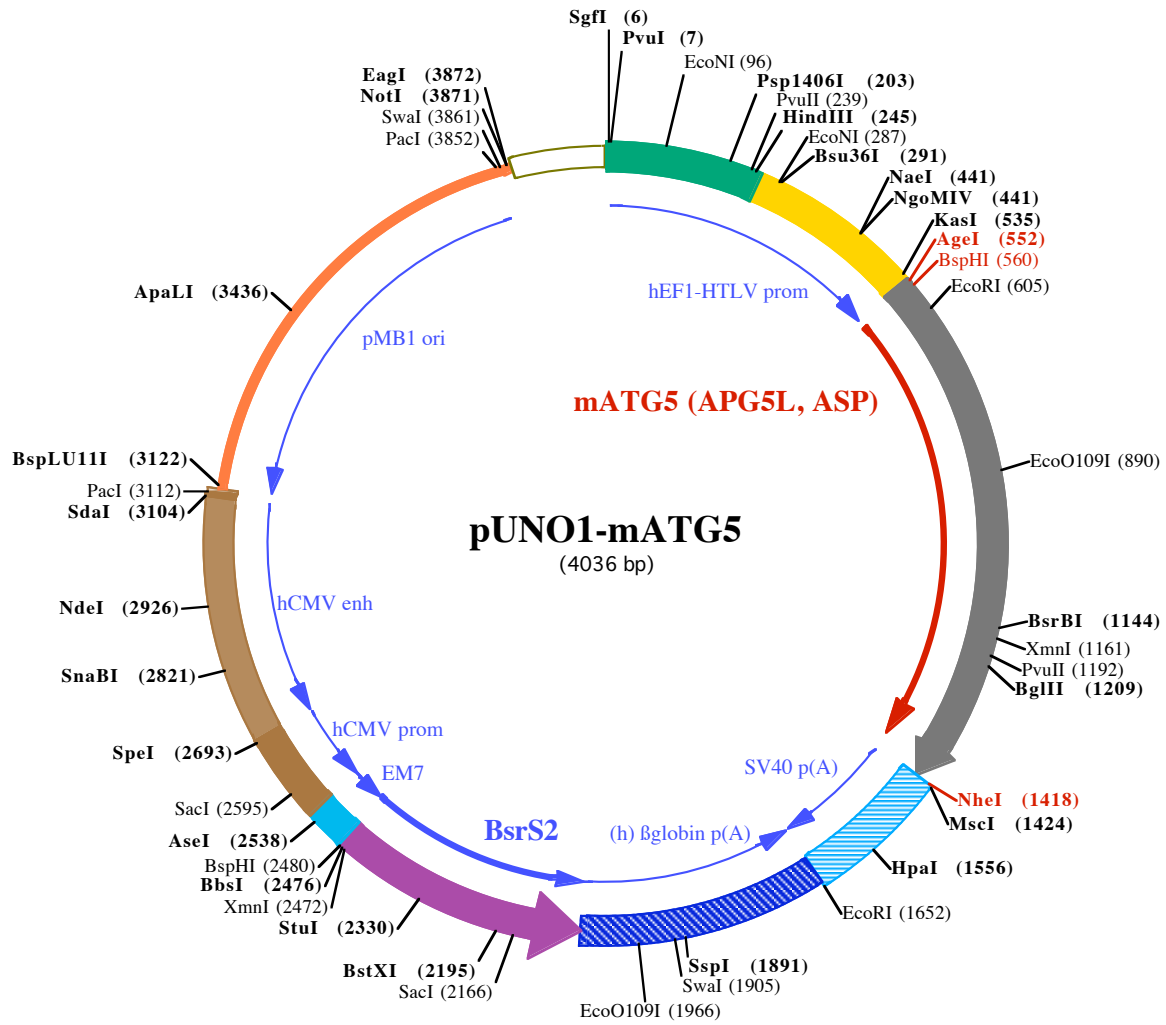 SgfI (6)
PvuI (7)
EcoNI (96)
Psp1406I (203)
PvuII (239)
HindIII (245)
EcoNI (287)
Bsu36I (291)
NaeI (441)
NgoMIV (441)
KasI (535)
AgeI (552)
BspHI (560)
EcoRI (605)
EcoO109I (890)
BsrBI (1144)
XmnI (1161)
PvuII (1192)
BglII (1209)
NheI (1418)
MscI (1424)
HpaI (1556)
EcoRI (1652)
SspI (1891)
SwaI (1905)
EcoO109I (1966)
SacI (2166)
BstXI (2195)
StuI (2330)
XmnI (2472)
BbsI (2476)
BspHI (2480)
AseI (2538)
SacI (2595)
SpeI (2693)
SnaBI (2821)
NdeI (2926)
SdaI (3104)
PacI (3112)
BspLU11I (3122)
ApaLI (3436)
PacI (3852)
SwaI (3861)
NotI (3871)
EagI (3872)
hEF1-HTLV prom
pMB1 ori
mATG5 (APG5L, ASP)
pUNO1-mATG5
(4036 bp)
hCMV enh
hCMV prom
EM7
BsrS2
(h) ßglobin p(A)
SV40 p(A)